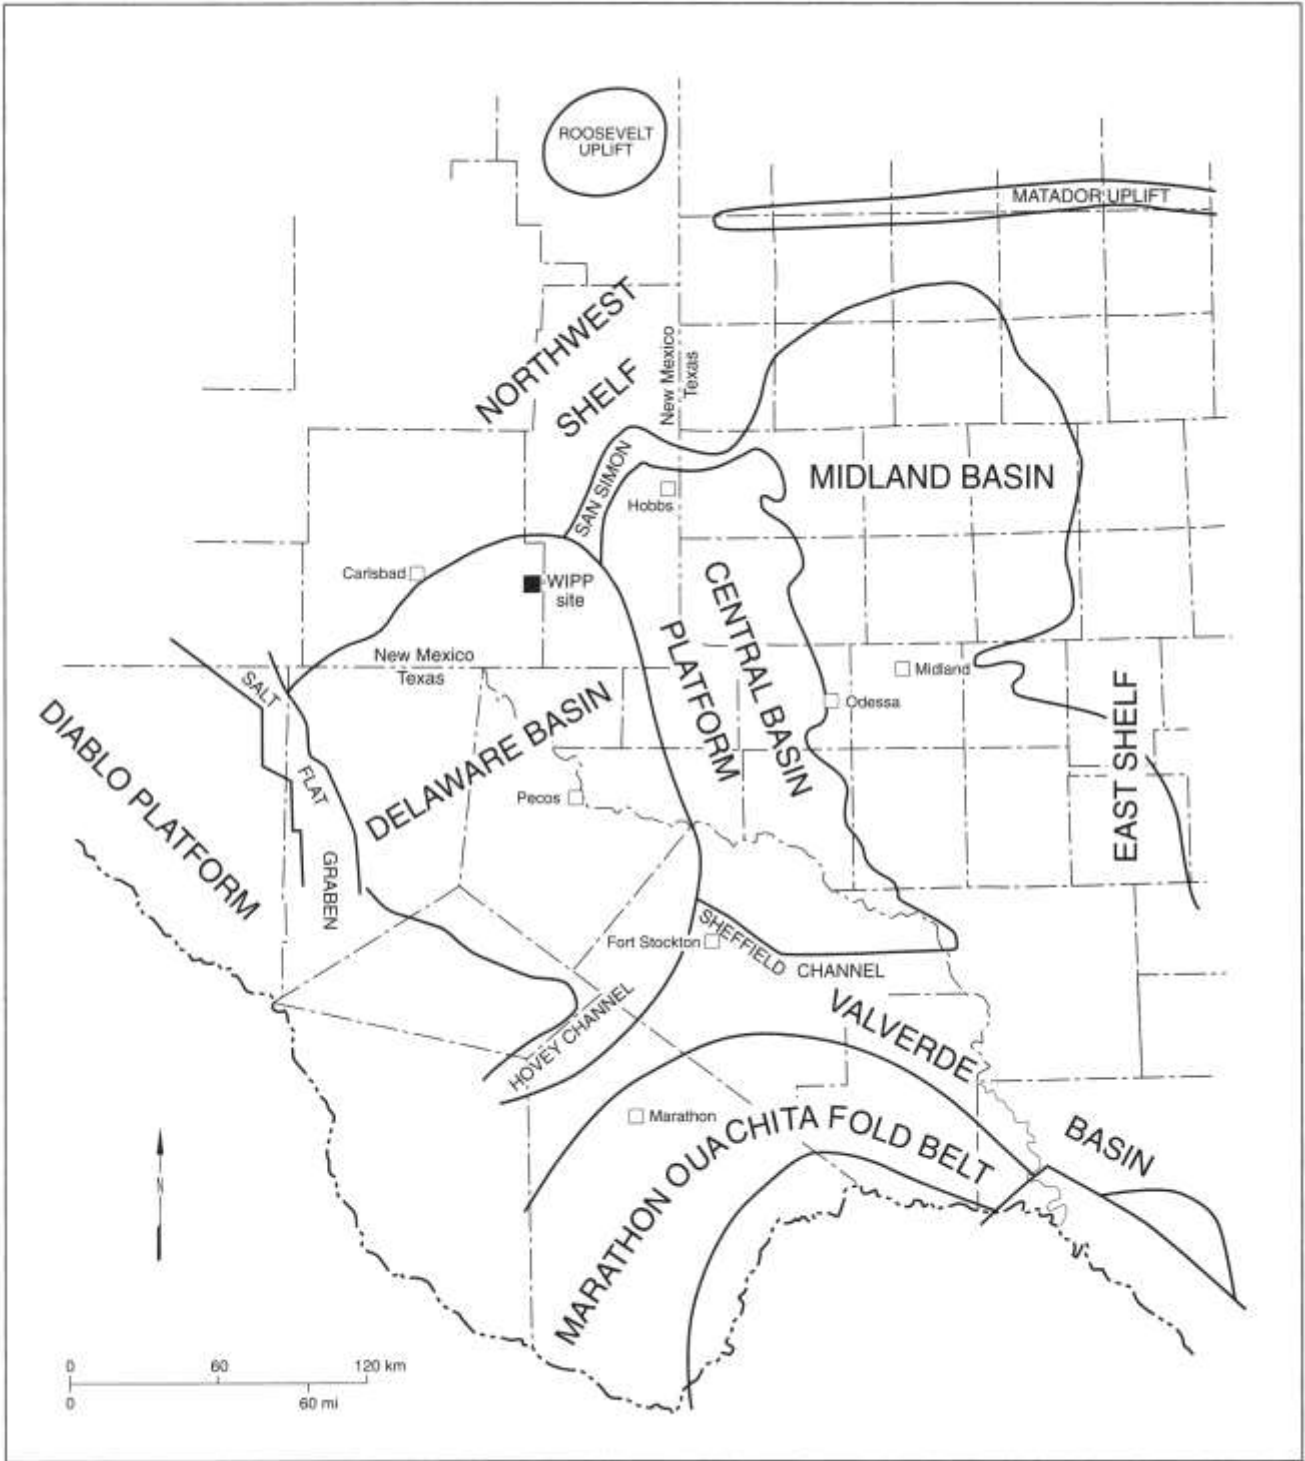 ROOSEVELT
UPLIFT
MATADOR UPLIFT
NORTHWEST
SHELF
New Mexico
Texas
SAN SIMON
MIDLAND BASIN
Hobbs
Carlsbad
WIPP
site
CENTRAL BASIN
PLATFORM
New Mexico
Texas
Midland
Odessa
SALT
FLAT
GRABEN
DIABLO PLATFORM
DELAWARE BASIN
Pecos
EAST SHELF
Fort Stockton
SHEFFIELD
CHANNEL
HOVEY CHANNEL
VALVERDE
BASIN
Marathon
MARATHON OUACHITA FOLD BELT
N
0 60 120 km
0 60 mi